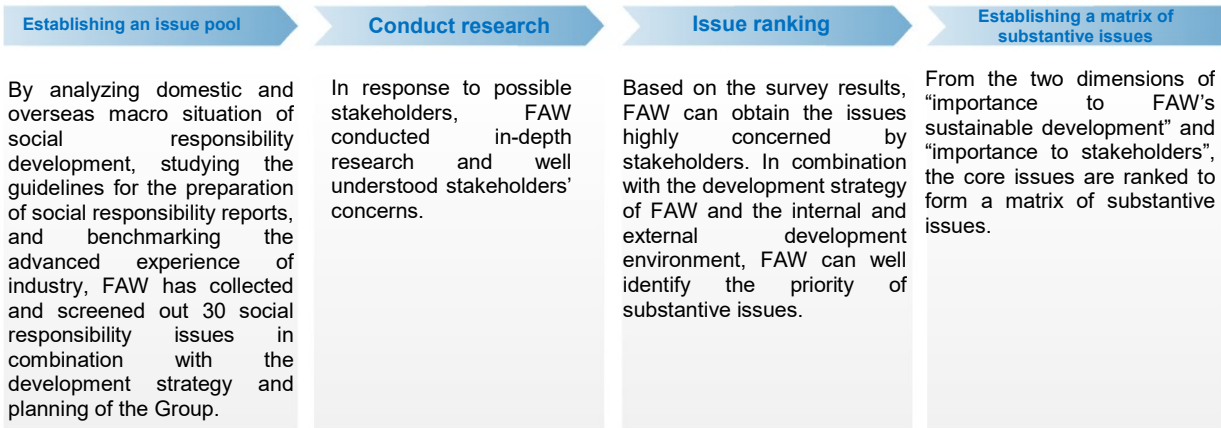 Establishing an issue pool
By analyzing domestic and
overseas macro situation of
social responsibility
development, studying the
guidelines for the preparation
of social responsibility reports,
and benchmarking the
advanced experience of
industry, FAW has collected
and screened out 30 social
responsibility issues in
combination with the
development strategy and
planning of the Group.
Conduct research
In response to possible
stakeholders, FAW
conducted in-depth
research and well
understood stakeholders’
concerns.
Issue ranking
Based on the survey results,
FAW can obtain the issues
highly concerned by
stakeholders. In combination
with the development strategy
of FAW and the internal and
external development
environment, FAW can well
identify the priority of
substantive issues.
Establishing a matrix of
substantive issues
From the two dimensions of
“importance to FAW’s
sustainable development” and
“importance to stakeholders”,
the core issues are ranked to
form a matrix of substantive
issues.